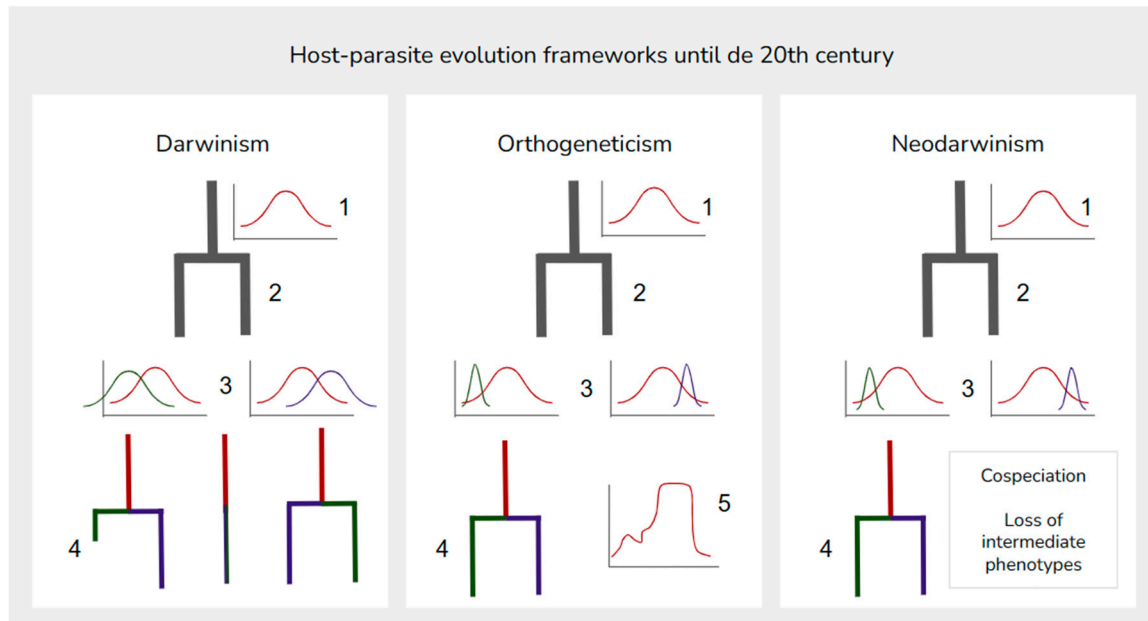 Host-parasite evolution frameworks until de 20th century
Darwinism
1
2
3
4
Orthogeneticism
1
2
3
4
5
Neodarwinism
1
2
3
4
Cospeciation
Loss of
intermediate
phenotypes